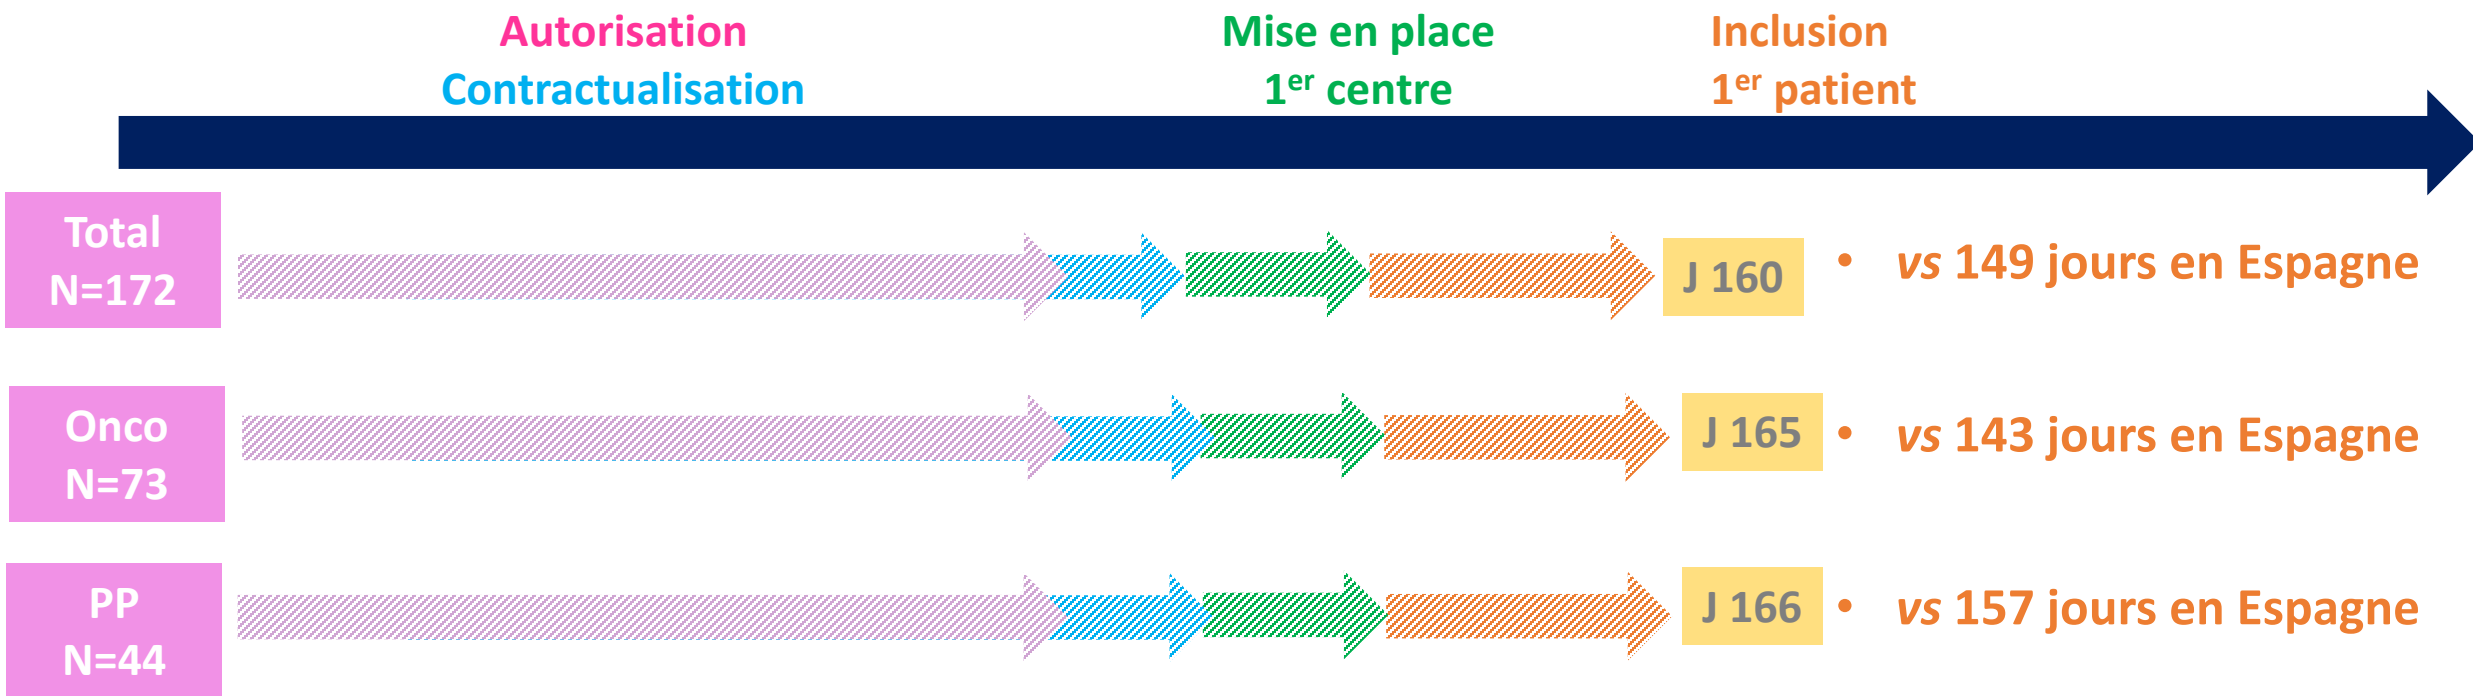 Autorisation
Contractualisation
Mise en place
1er centre
Inclusion
1er patient
Total
N=172
J 160
• vs 149 jours en Espagne
Onco
N=73
J 165
• vs 143 jours en Espagne
PP
N=44
J 166
• vs 157 jours en Espagne